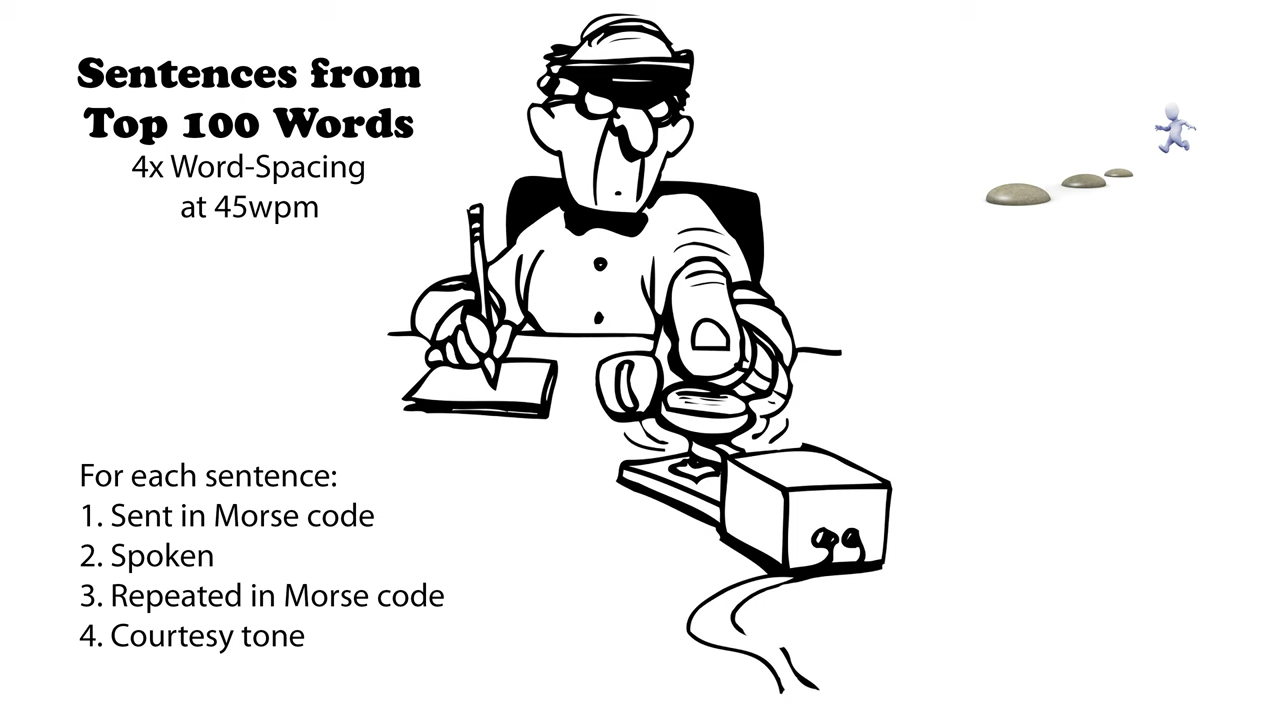 Sentences from
Top 100 Words
4x Word-Spacing
at 45wpm
For each sentence:
1. Sent in Morse code
2. Spoken
3. Repeated in Morse code
4. Courtesy tone